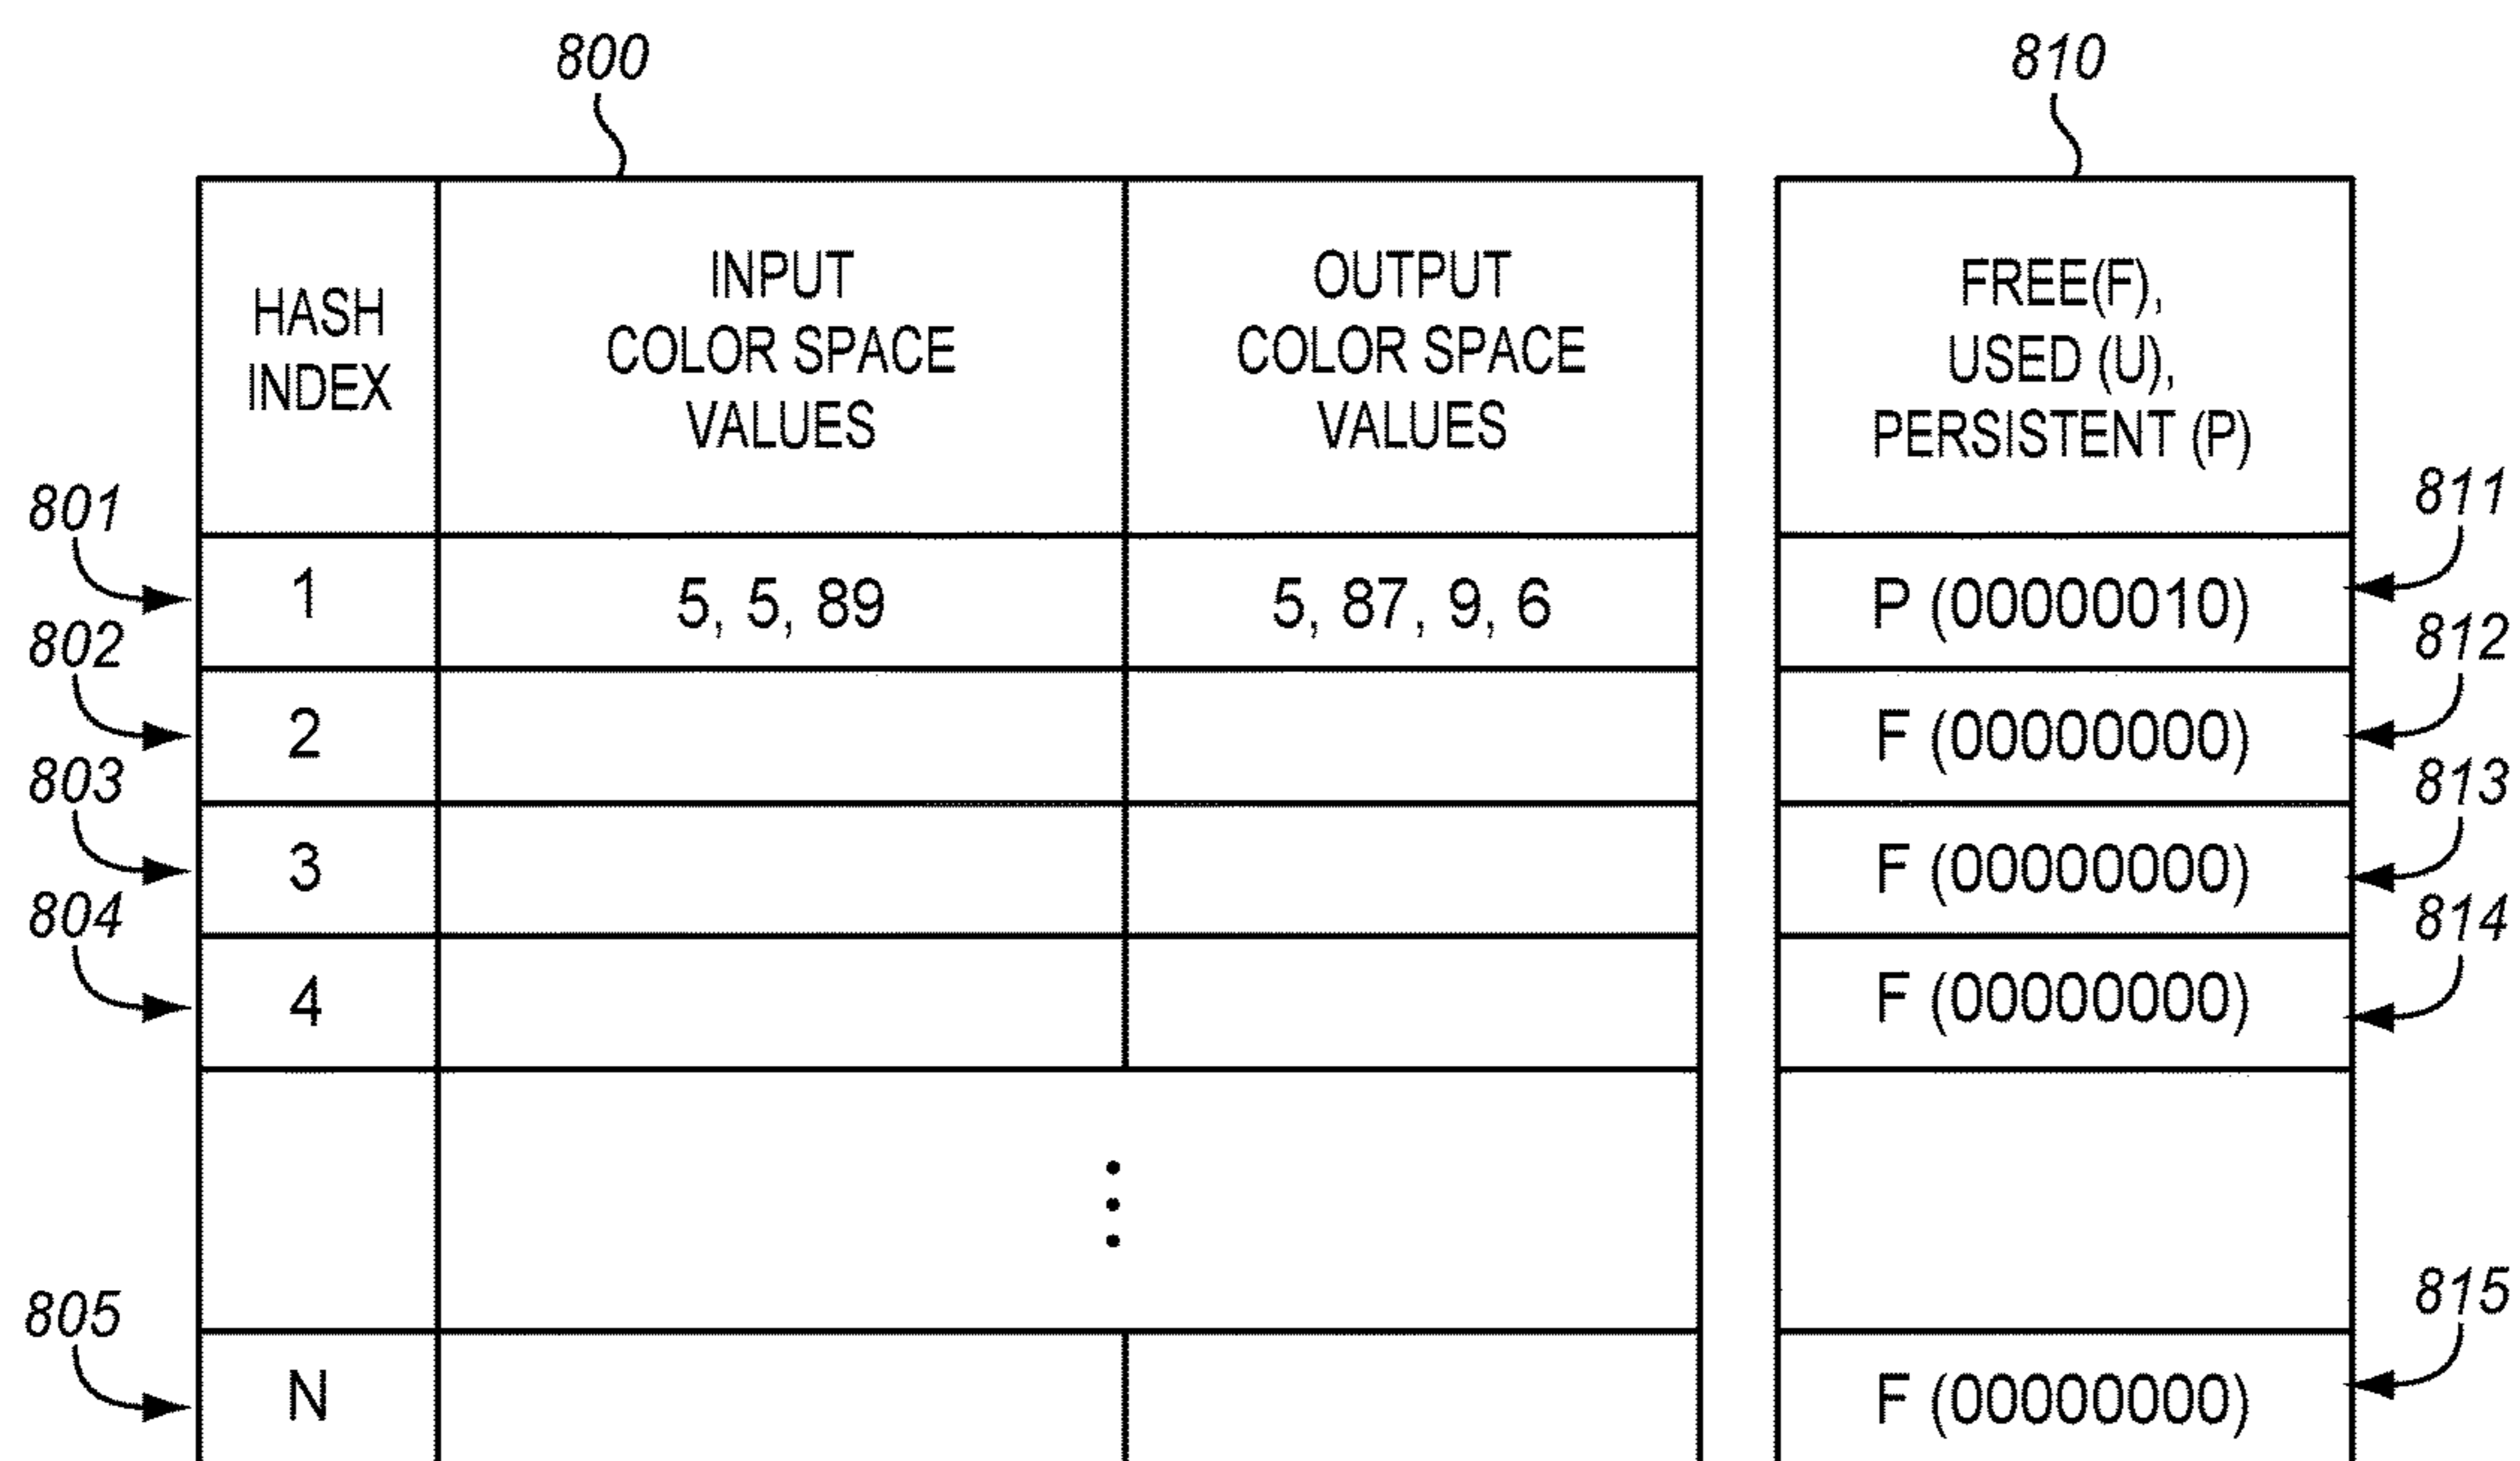 800
810
HASH
INDEX
INPUT
COLOR SPACE
VALUES
OUTPUT
COLOR SPACE
VALUES
FREE(F),
USED (U),
PERSISTENT (P)
801
1
5, 5, 89
5, 87, 9, 6
P (00000010)
811
802
2
F (00000000)
812
803
3
F (00000000)
813
804
4
F (00000000)
814
805
N
F (00000000)
815